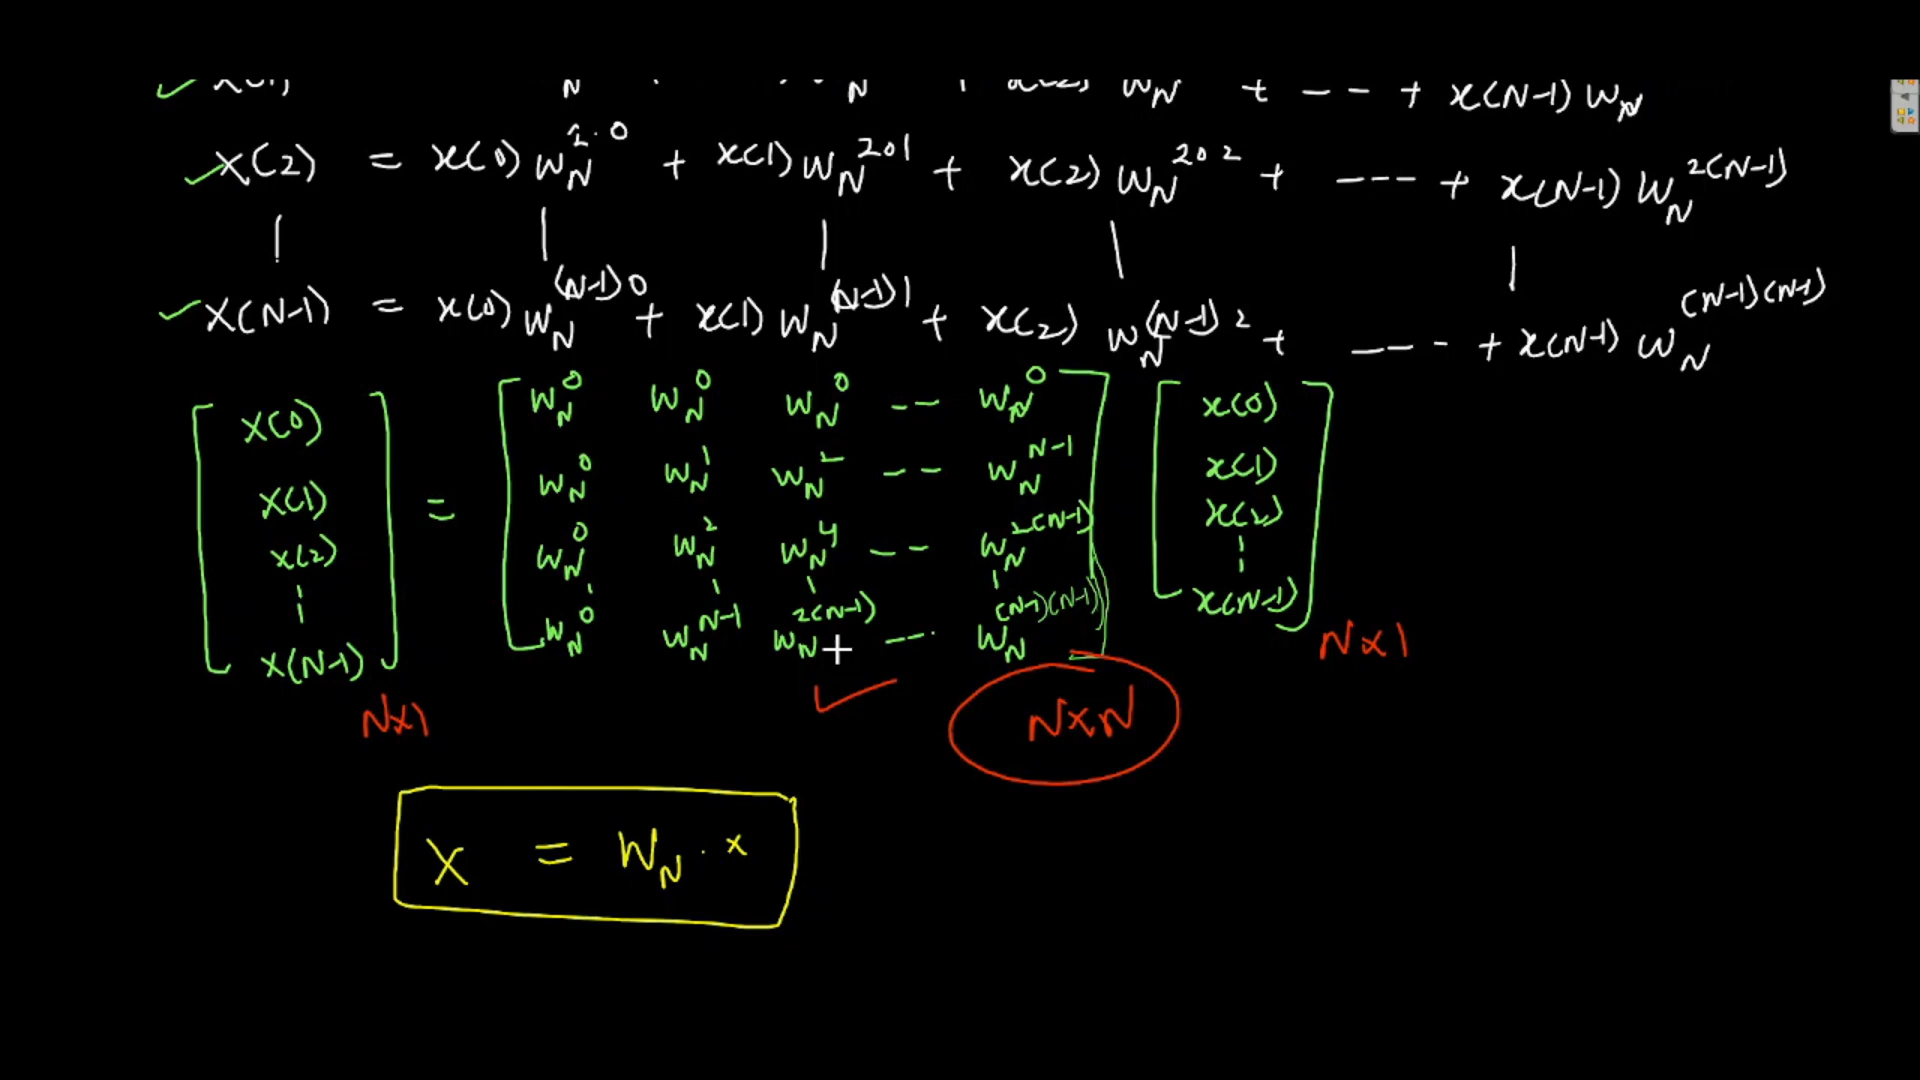 + -- + x(N-1) W_N
X(2) = x(0) W_N^{2·0} + x(1) W_N^{2·1} + x(2) W_N^{2·2} + --- + x(N-1) W_N^{2(N-1)}
X(N-1) = x(0) W_N^{(N-1)0} + x(1) W_N^{(N-1)1} + x(2) W_N^{(N-1)2} + ---- + x(N-1) W_N^{(N-1)(N-1)}
X(0) W_N^0 W_N^0 W_N^0 -- W_N^0 x(0)
X(1) = W_N^0 W_N^1 W_N^2 -- W_N^{N-1} x(1)
X(2) W_N^0 W_N^2 W_N^4 -- W_N^{2(N-1)} x(2)
X(N-1) W_N^0 W_N^{N-1} W_N^{2(N-1)} --- W_N^{(N-1)(N-1)} x(N-1)
N×1 N×N N×1
X = W_N · x